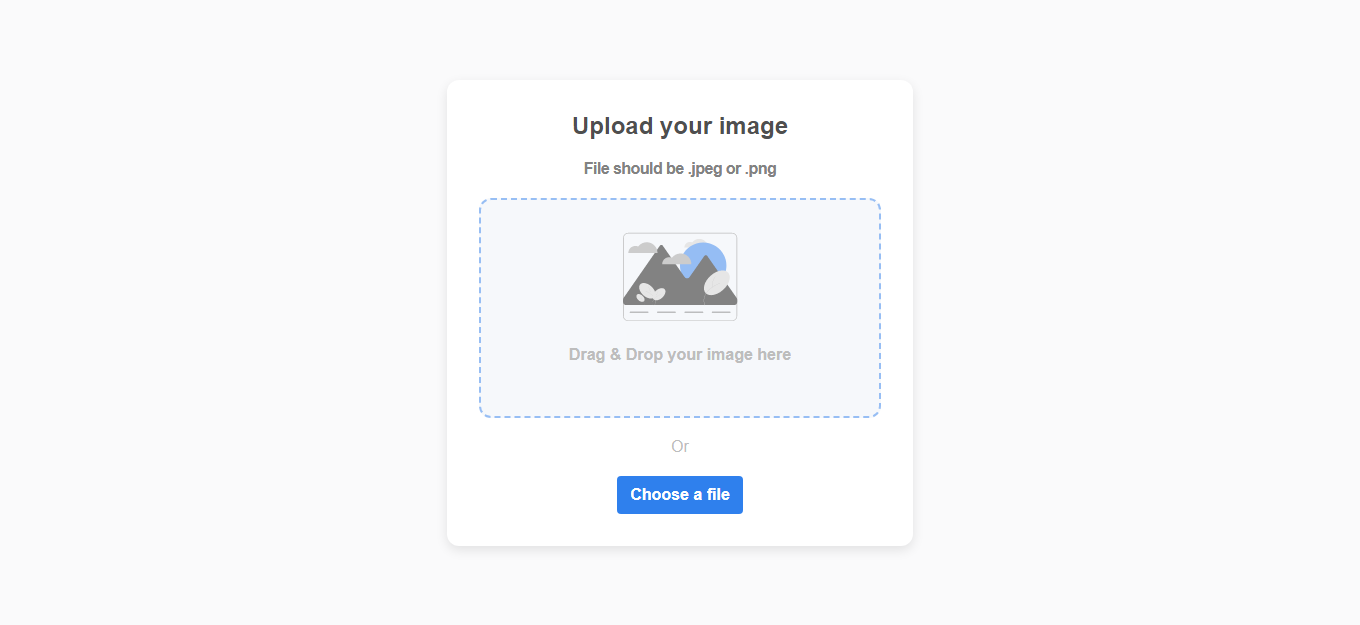 Upload your image
File should be .jpeg or .png
Drag & Drop your image here
Or
Choose a file